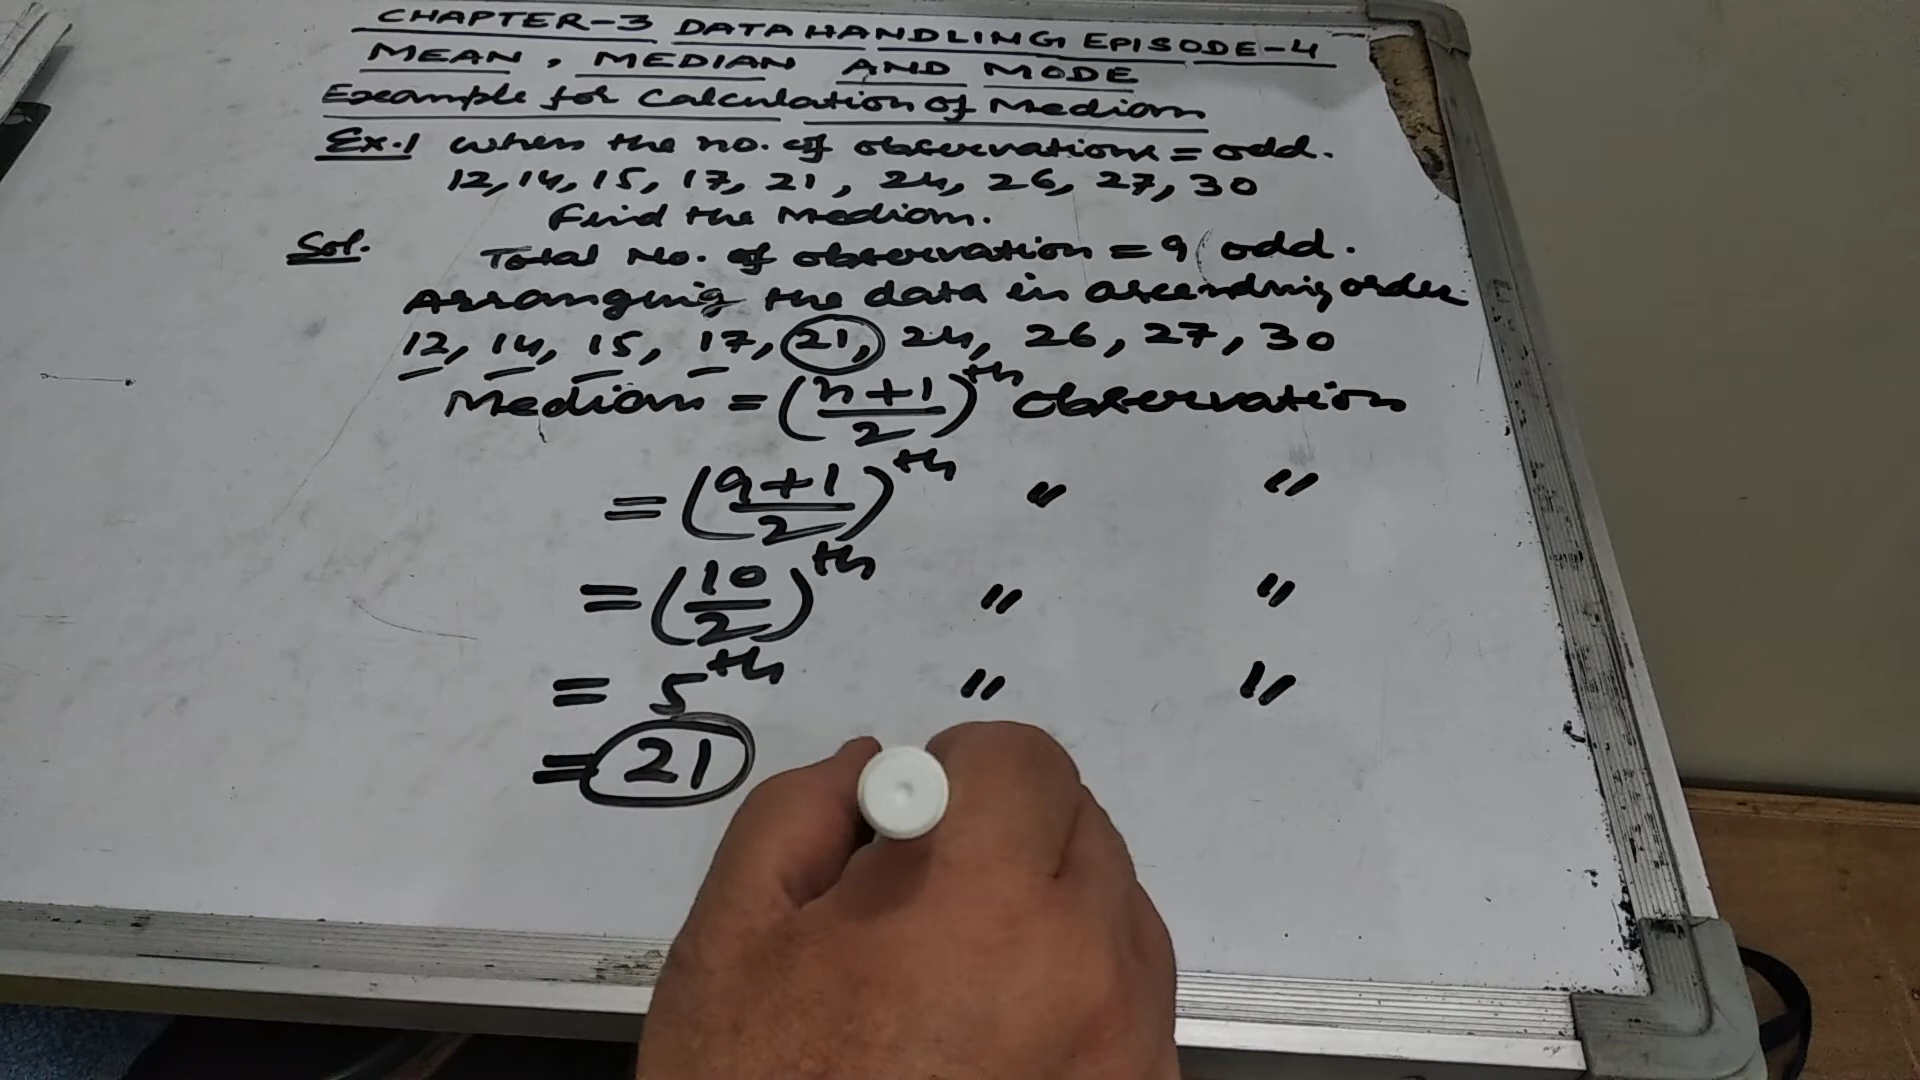 CHAPTER-3 DATA HANDLING EPISODE-4
MEAN, MEDIAN AND MODE
Example for Calculation of Median
Ex.1 When the no. of observations = odd.
12, 14, 15, 17, 21, 24, 26, 27, 30
Find the Median.
Sol. Total No. of observation = 9 ( odd.
Arranging the data in ascending order
12, 14, 15, 17, 21, 24, 26, 27, 30
Median = (n+1/2)th observation
= (9+1/2)th " "
= (10/2)th " "
= 5th " "
= 21